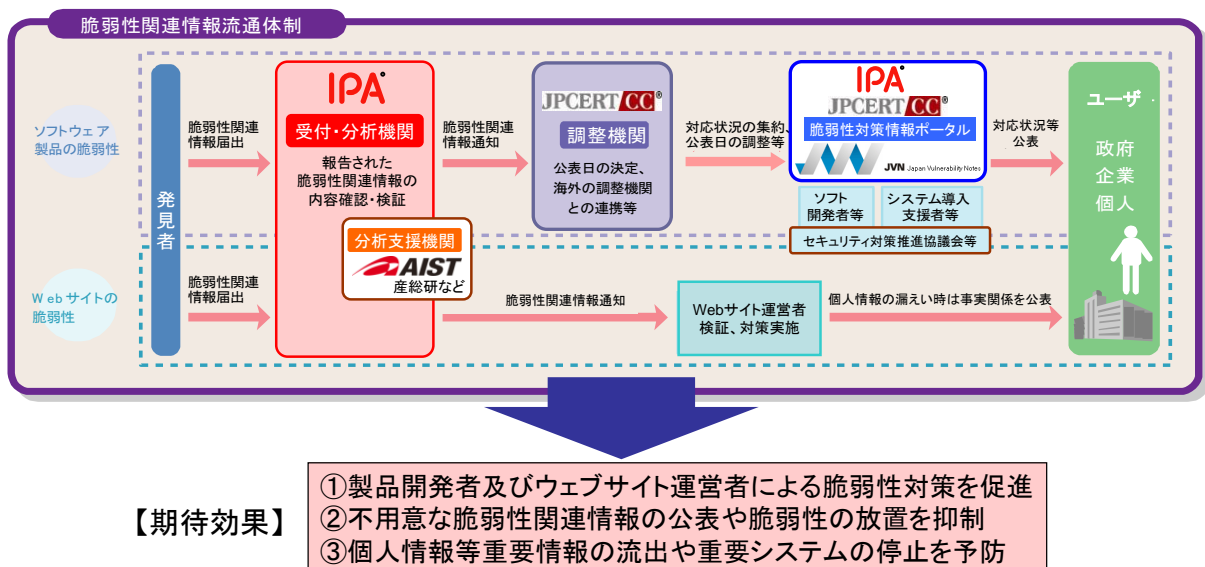 脆弱性関連情報流通体制
ソフトウェア
製品の脆弱性
発見者
脆弱性関連
情報届出
IPA
受付・分析機関
報告された
脆弱性関連情報の
内容確認・検証
分析支援機関
AIST
産総研など
脆弱性関連
情報通知
JPCERT CC®
調整機関
公表日の決定、
海外の調整機関
との連携等
対応状況の集約、
公表日の調整等
IPA
JPCERT CC®
脆弱性対策情報ポータル
JVN Japan Vulnerability Notes
ソフト
開発者等
システム導入
支援者等
セキュリティ対策推進協議会等
対応状況等
公表
ユーザ
政府
企業
個人
Webサイトの
脆弱性
脆弱性関連
情報届出
脆弱性関連情報通知
Webサイト運営者
検証、対策実施
個人情報の漏えい時は事実関係を公表
【期待効果】
①製品開発者及びウェブサイト運営者による脆弱性対策を促進
②不用意な脆弱性関連情報の公表や脆弱性の放置を抑制
③個人情報等重要情報の流出や重要システムの停止を予防